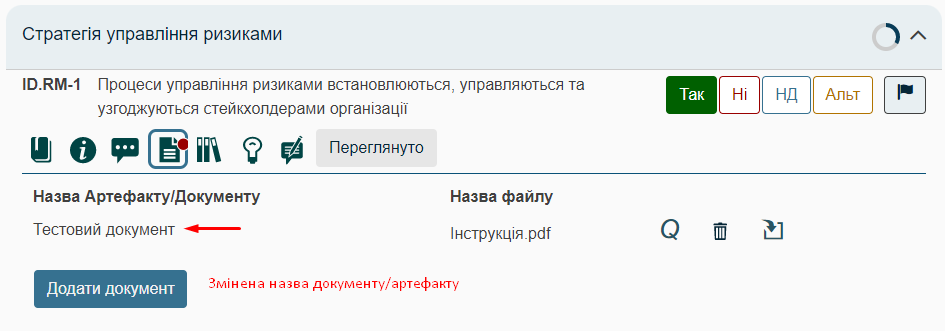 Стратегія управління ризиками
ID.RM-1 Процеси управління ризиками встановлюються, управляються та
узгоджуються стейкхолдерами організації
Так Ні НД Альт
Переглянуто
Назва Артефакту/Документу Назва файлу
Тестовий документ Інструкція.pdf Q
Додати документ Змінена назва документу/артефакту